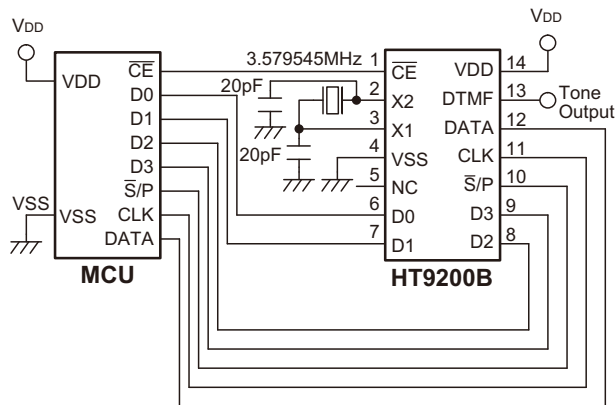 VDD
VDD
CE
D0
D1
D2
D3
S/P
CLK
DATA
VSS
VSS
MCU
3.579545MHz
20pF
20pF
1
2
3
4
5
6
7
CE
X2
X1
VSS
NC
D0
D1
VDD
DTMF
DATA
CLK
S/P
D3
D2
14
13
12
11
10
9
8
VDD
Tone
Output
HT9200B